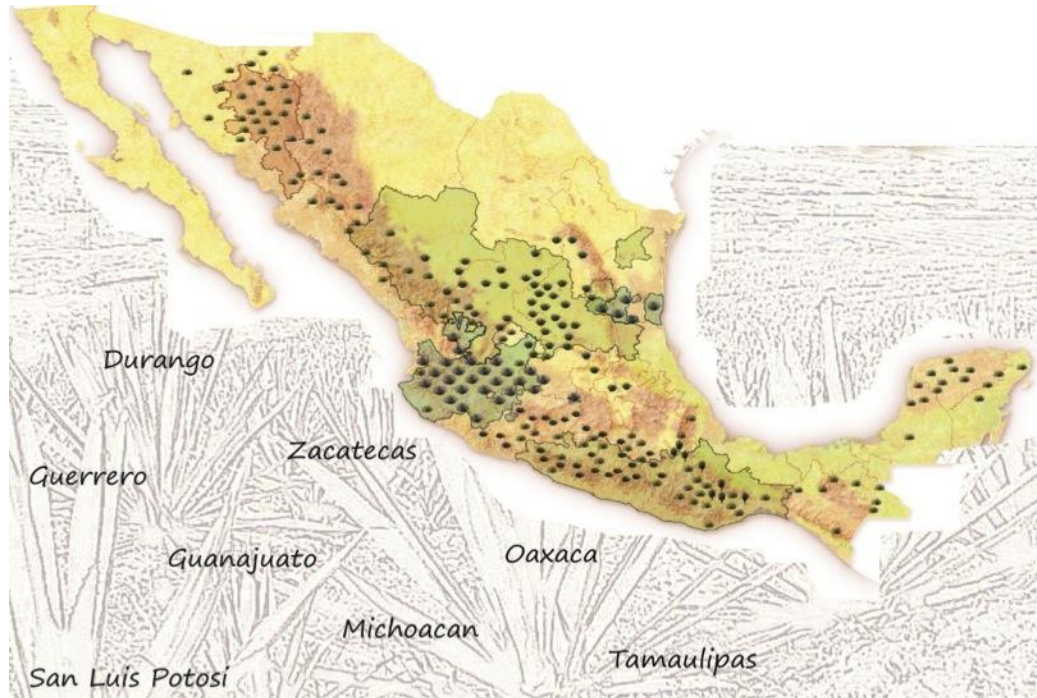 Durango
Zacatecas
Guerrero
Guanajuato
Oaxaca
Michoacan
Tamaulipas
San Luis Potosi